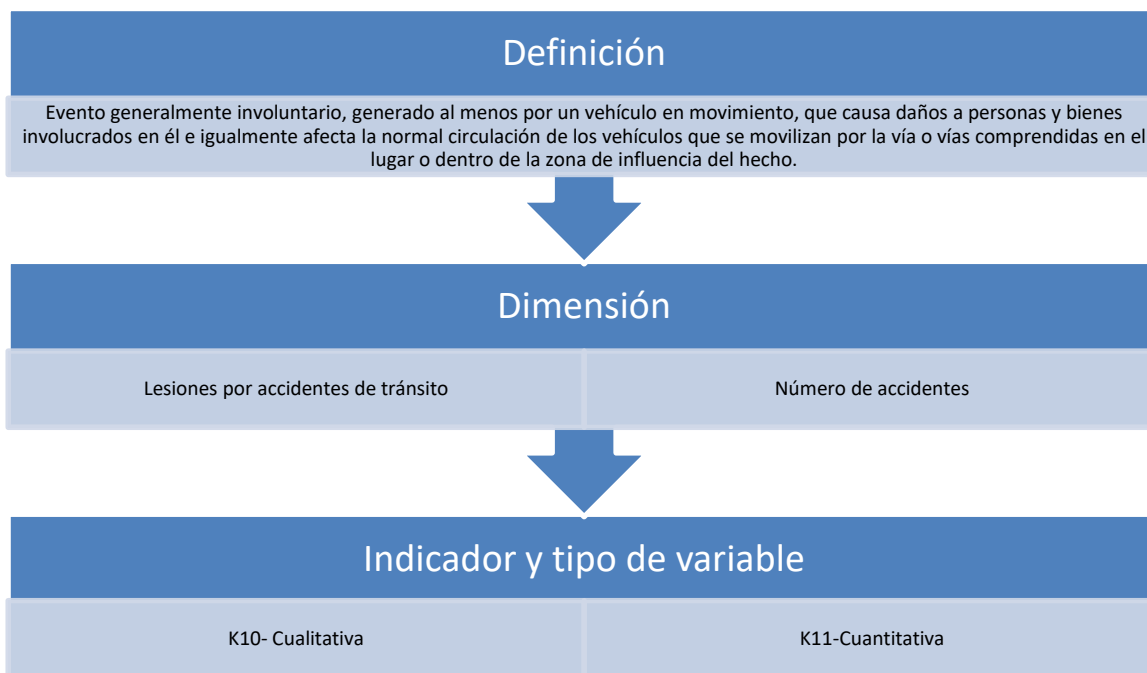 Definición
Evento generalmente involuntario, generado al menos por un vehículo en movimiento, que causa daños a personas y bienes
involucrados en él e igualmente afecta la normal circulación de los vehículos que se movilizan por la vía o vías comprendidas en el
lugar o dentro de la zona de influencia del hecho.
Dimensión
Lesiones por accidentes de tránsito
Número de accidentes
Indicador y tipo de variable
K10- Cualitativa
K11-Cuantitativa